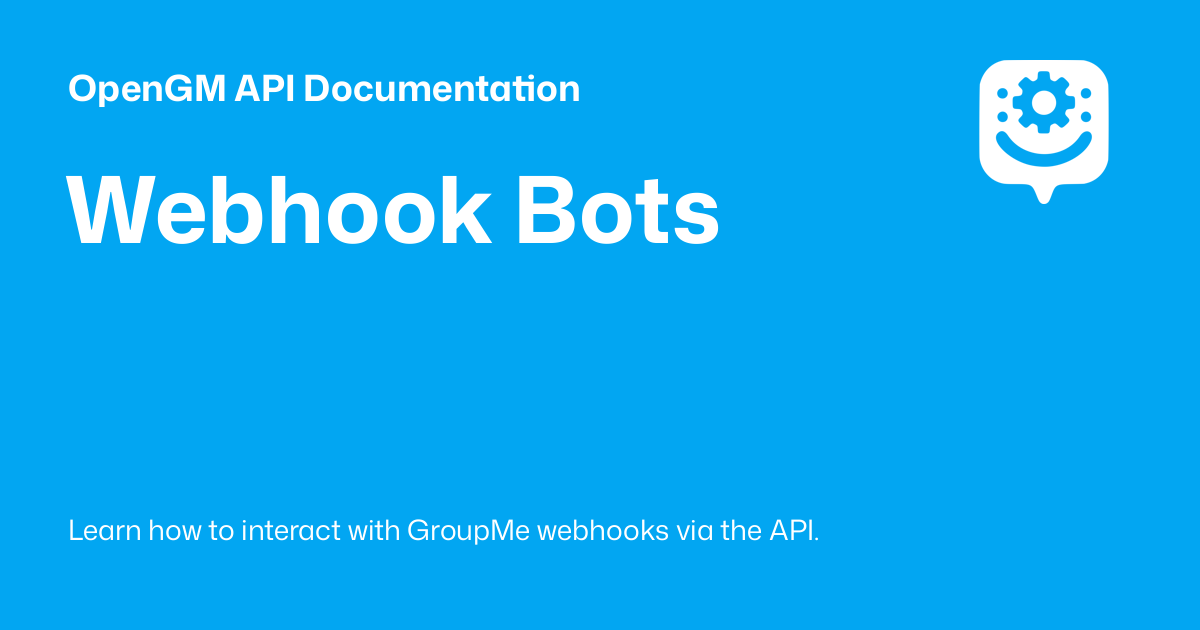 OpenGM API Documentation
Webhook Bots
Learn how to interact with GroupMe webhooks via the API.